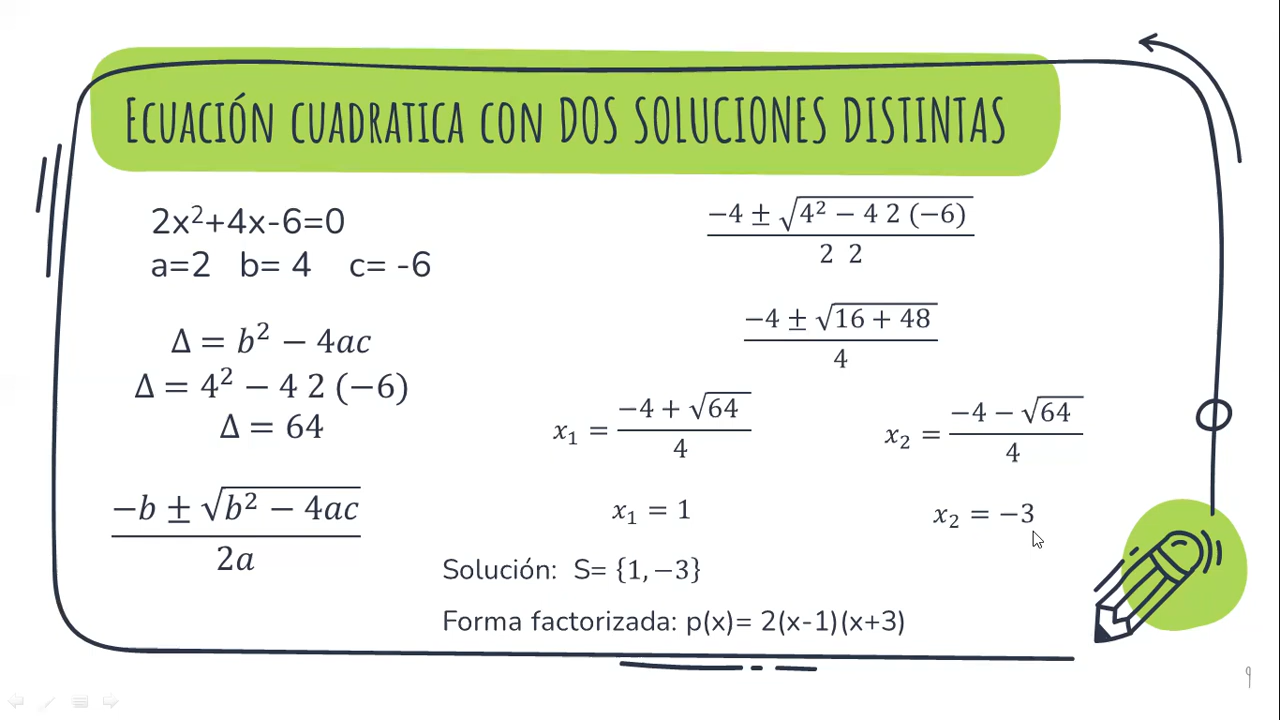 Ecuación cuadratica con DOS SOLUCIONES DISTINTAS
2x²+4x-6=0
a=2 b= 4 c= -6
Δ = b² − 4ac
Δ = 4² − 4 2 (−6)
Δ = 64
−b ± √(b² − 4ac)
2a
−4 ± √(4² − 4 2 (−6))
2 2
−4 ± √(16 + 48)
4
x₁ = (−4 + √64) / 4
x₂ = (−4 − √64) / 4
x₁ = 1
x₂ = −3
Solución: S= {1, −3}
Forma factorizada: p(x)= 2(x-1)(x+3)
9